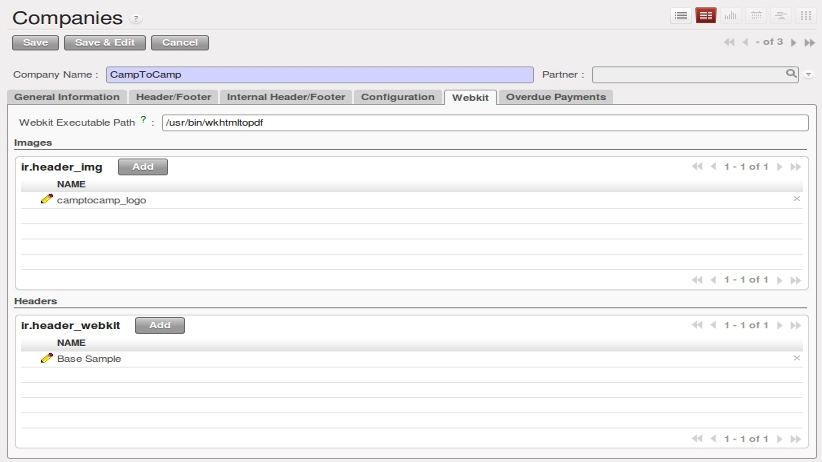 Companies ?
Save Save & Edit Cancel - of 3
Company Name : CampToCamp Partner :
General Information Header/Footer Internal Header/Footer Configuration Webkit Overdue Payments
Webkit Executable Path ? : /usr/bin/wkhtmltopdf
Images
ir.header_img Add 1 - 1 of 1
NAME
camptocamp_logo
1 - 1 of 1
Headers
ir.header_webkit Add 1 - 1 of 1
NAME
Base Sample
1 - 1 of 1